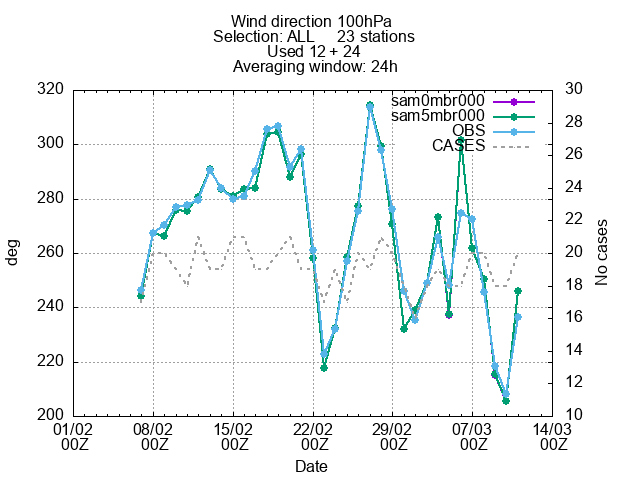 Wind direction 100hPa
Selection: ALL 23 stations
Used 12 + 24
Averaging window: 24h
sam0mbr000
sam5mbr000
OBS
CASES
320
300
280
260
240
220
200
deg
30
28
26
24
22
20
18
16
14
12
10
No cases
01/02 08/02 15/02 22/02 29/02 07/03 14/03
00Z 00Z 00Z 00Z 00Z 00Z 00Z
Date